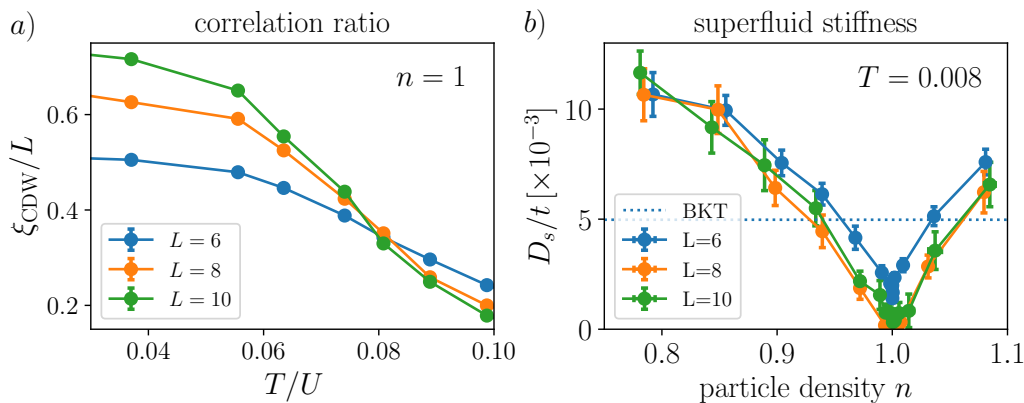 a) correlation ratio
n = 1
ξ_CDW/L
0.6
0.4
0.2
L = 6
L = 8
L = 10
0.04 0.06 0.08 0.10
T/U
b) superfluid stiffness
T = 0.008
D_s/t [×10⁻³]
10
5
0
BKT
L=6
L=8
L=10
0.8 0.9 1.0 1.1
particle density n